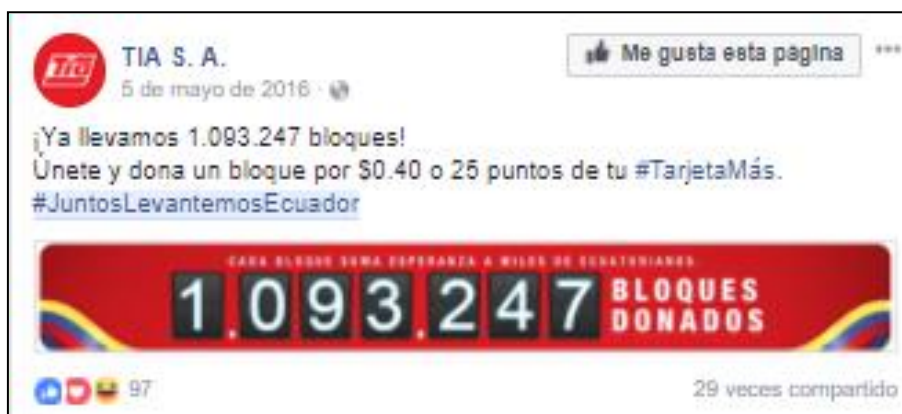 Tia
TIA S. A.
5 de mayo de 2016
Me gusta esta página
¡Ya llevamos 1.093.247 bloques!
Únete y dona un bloque por $0.40 o 25 puntos de tu #TarjetaMás.
#JuntosLevantemosEcuador
CADA BLOQUE SUMA ESPERANZA A MILES DE ECUATORIANOS
1.093.247 BLOQUES
DONADOS
97
29 veces compartido